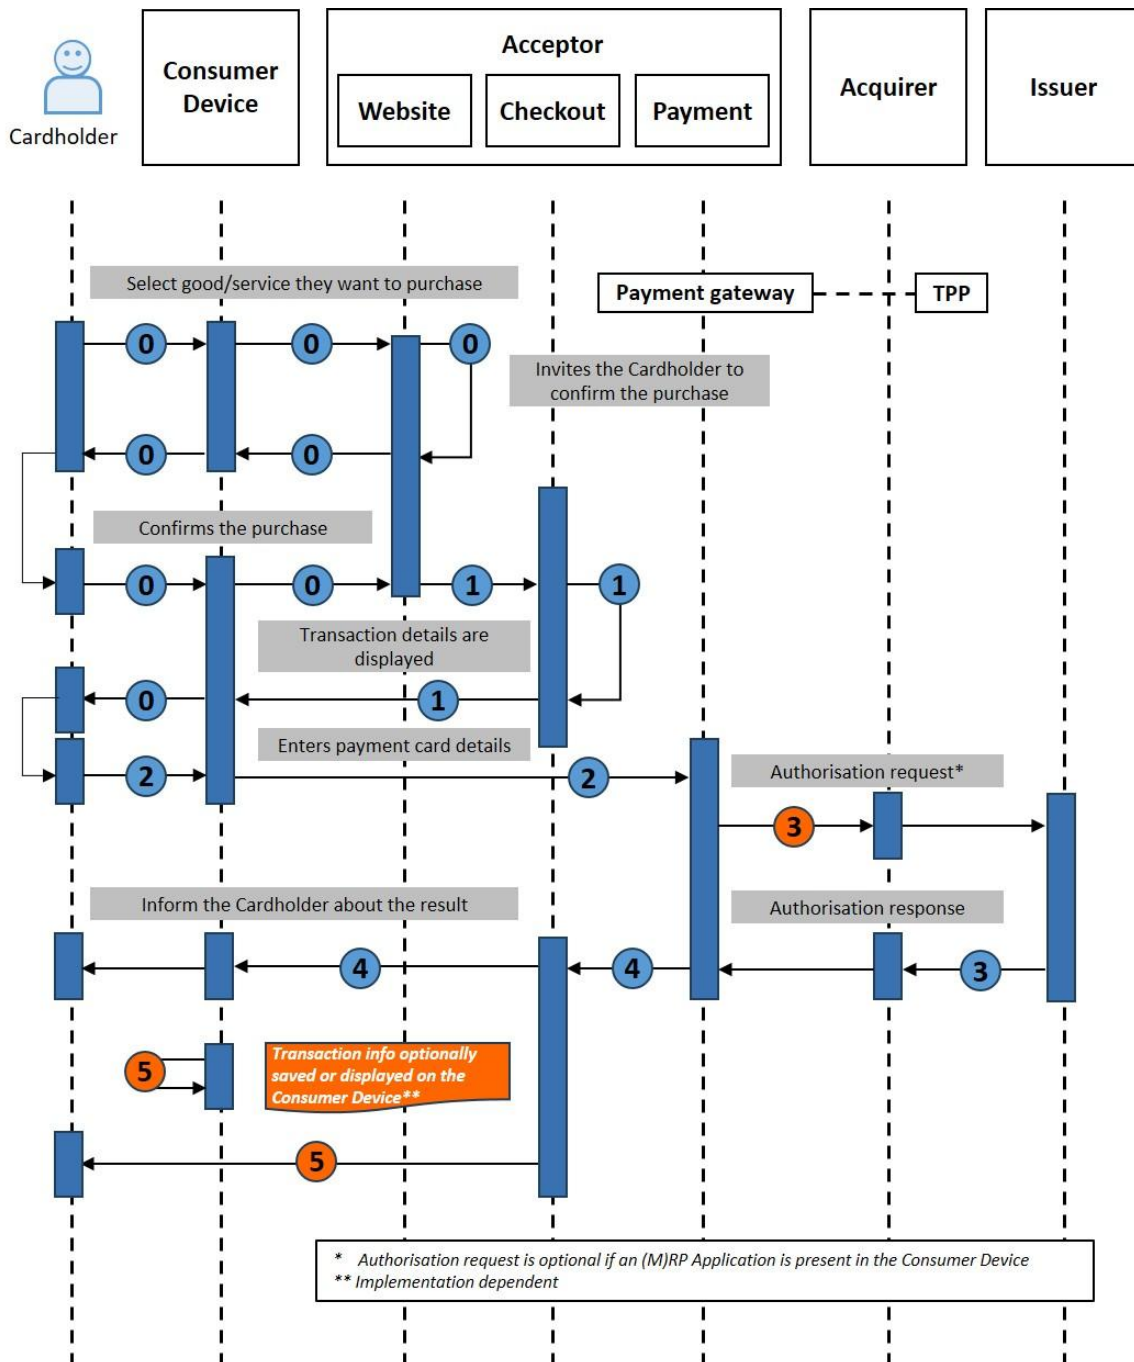 Cardholder
Consumer
Device
Acceptor
Website
Checkout
Payment
Acquirer
Issuer
Select good/service they want to purchase
Payment gateway
TPP
0
0
0
Invites the Cardholder to
confirm the purchase
0
0
Confirms the purchase
0
0
1
1
Transaction details are
displayed
0
1
Enters payment card details
2
2
Authorisation request*
3
Inform the Cardholder about the result
Authorisation response
4
4
3
5
Transaction info optionally
saved or displayed on the
Consumer Device**
5
* Authorisation request is optional if an (M)RP Application is present in the Consumer Device
** Implementation dependent